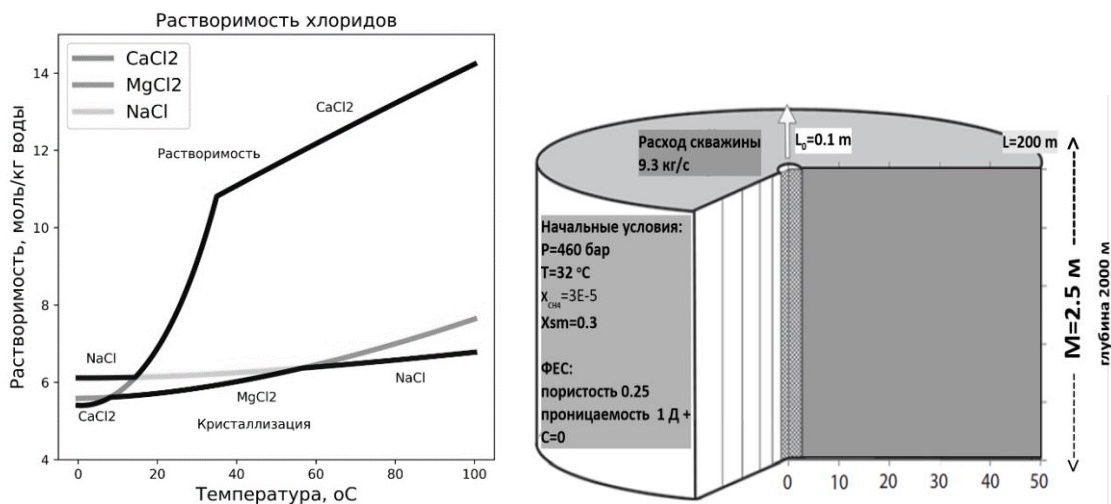 Растворимость хлоридов
CaCl2
MgCl2
NaCl
CaCl2
Растворимость
NaCl
CaCl2
MgCl2
NaCl
Кристаллизация
Растворимость, моль/кг воды
14
12
10
8
6
4
0
20
40
60
80
100
Температура, оС
Расход скважины
9.3 кг/с
L₀=0.1 m
L=200 m
Начальные условия:
P=460 бар
T=32 °C
X_CH4=3E-5
Xsm=0.3
ФЕС:
пористость 0.25
проницаемость 1 Д +
С=0
0
10
20
30
40
50
M=2.5 м
глубина 2000 м